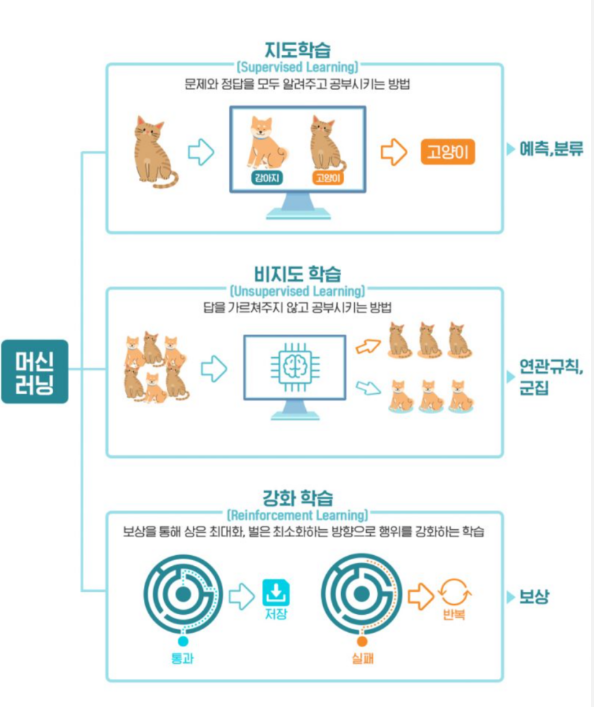 지도학습
(Supervised Learning)
문제와 정답을 모두 알려주고 공부시키는 방법
강아지
고양이
고양이
예측,분류
비지도 학습
(Unsupervised Learning)
답을 가르쳐주지 않고 공부시키는 방법
머신
러닝
연관규칙,
군집
강화 학습
(Reinforcement Learning)
보상을 통해 상은 최대화, 벌은 최소화하는 방향으로 행위를 강화하는 학습
저장
반복
통과
실패
보상